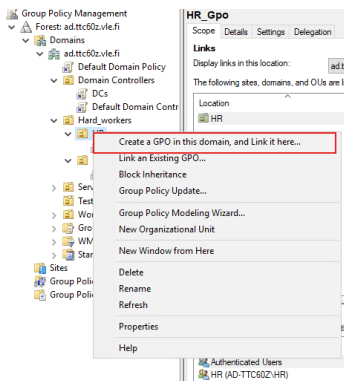 Group Policy Management
Forest: ad.ttc60z.vle.fi
Domains
ad.ttc60z.vle.fi
Default Domain Policy
Domain Controllers
DCs
Default Domain Contr
Hard_workers
HR
Serv
Test
Wor
Gro
WM
Star
Sites
Group Polic
Group Polic
Create a GPO in this domain, and Link it here...
Link an Existing GPO...
Block Inheritance
Group Policy Update...
Group Policy Modeling Wizard...
New Organizational Unit
New Window from Here
Delete
Rename
Refresh
Properties
Help
HR_Gpo
Scope Details Settings Delegation
Links
Display links in this location: ad.t
The following sites, domains, and OUs are li
Location
HR
Authenticated Users
HR (AD-TTC60Z\HR)